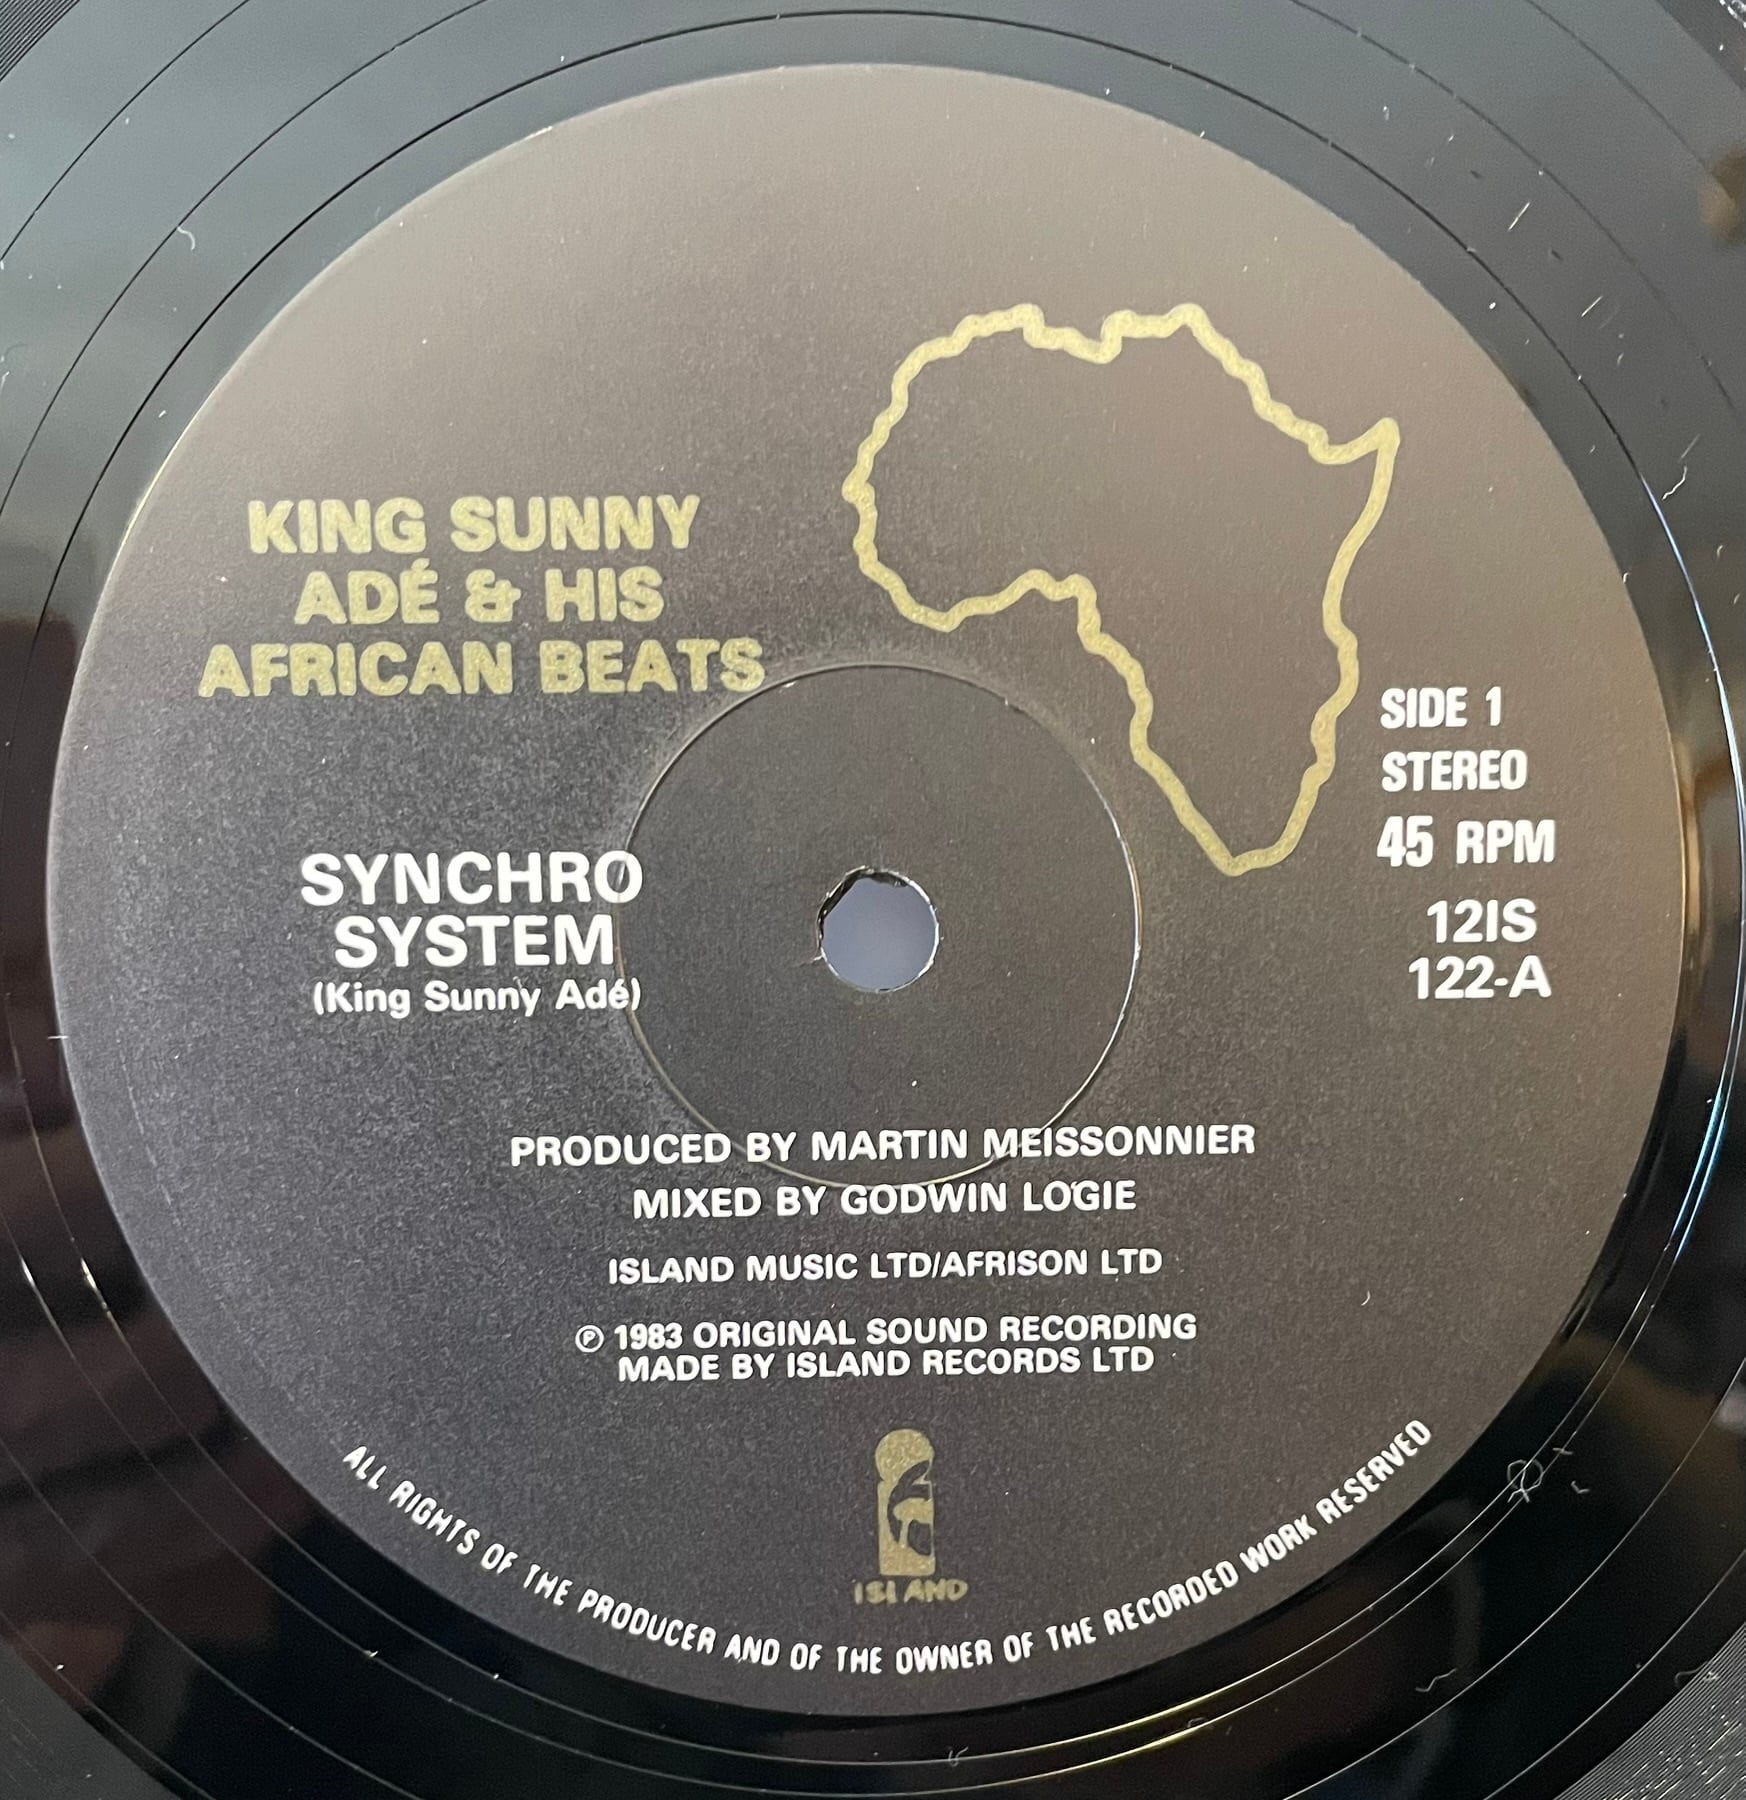 KING SUNNY
ADÉ & HIS
AFRICAN BEATS
SIDE 1
STEREO
45 RPM
12IS
122-A
SYNCHRO
SYSTEM
(King Sunny Adé)
PRODUCED BY MARTIN MEISSONNIER
MIXED BY GODWIN LOGIE
ISLAND MUSIC LTD/AFRISON LTD
℗ 1983 ORIGINAL SOUND RECORDING
MADE BY ISLAND RECORDS LTD
ISLAND
ALL RIGHTS OF THE PRODUCER AND OF THE OWNER OF THE RECORDED WORK RESERVED